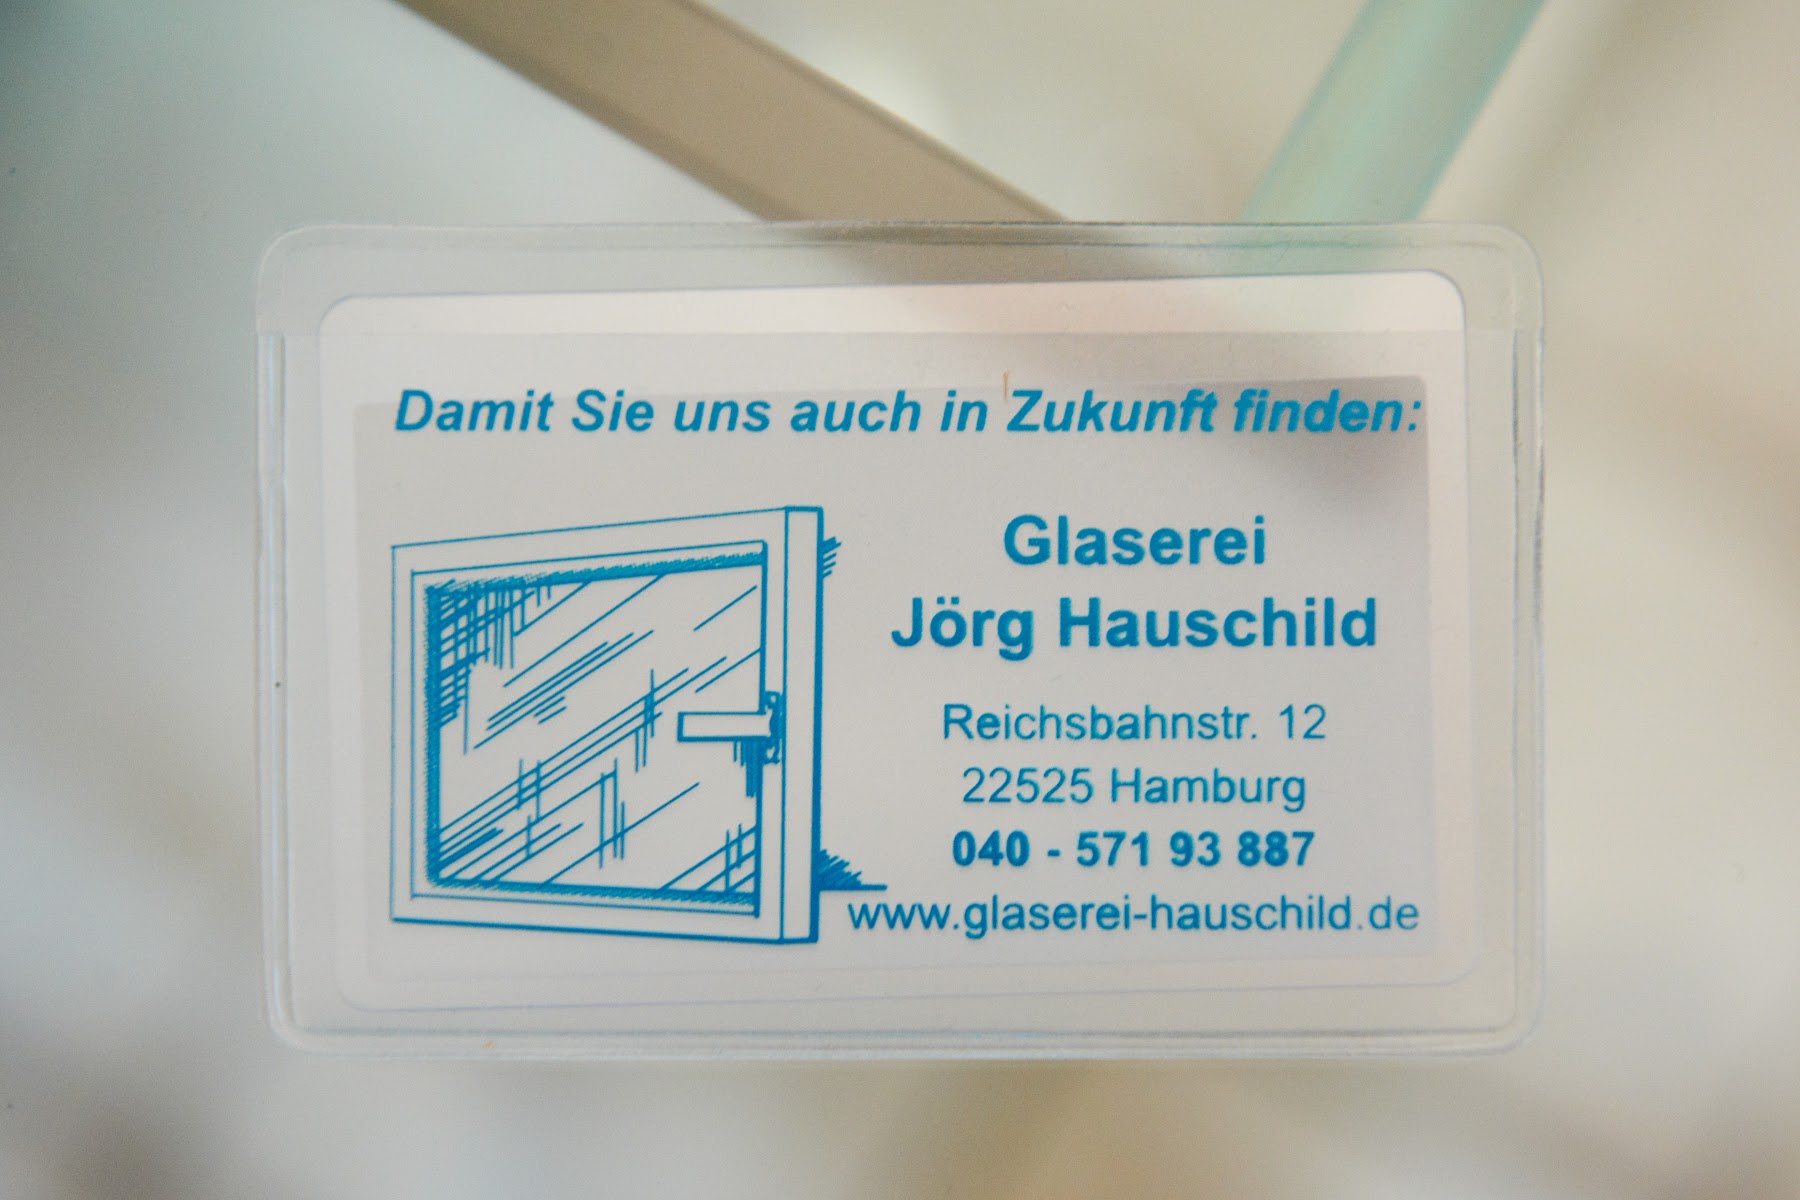 Damit Sie uns auch in Zukunft finden:
Glaserei
Jörg Hauschild
Reichsbahnstr. 12
22525 Hamburg
040 - 571 93 887
www.glaserei-hauschild.de